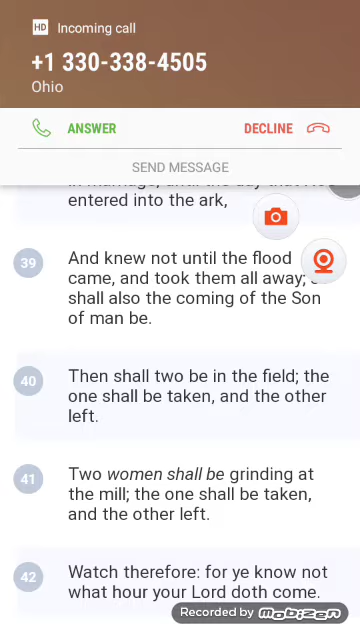 HD Incoming call
+1 330-338-4505
Ohio
ANSWER DECLINE
SEND MESSAGE
entered into the ark,
39 And knew not until the flood
came, and took them all away;
shall also the coming of the Son
of man be.
40 Then shall two be in the field; the
one shall be taken, and the other
left.
41 Two women shall be grinding at
the mill; the one shall be taken,
and the other left.
42 Watch therefore: for ye know not
what hour your Lord doth come.
Recorded by mobizen